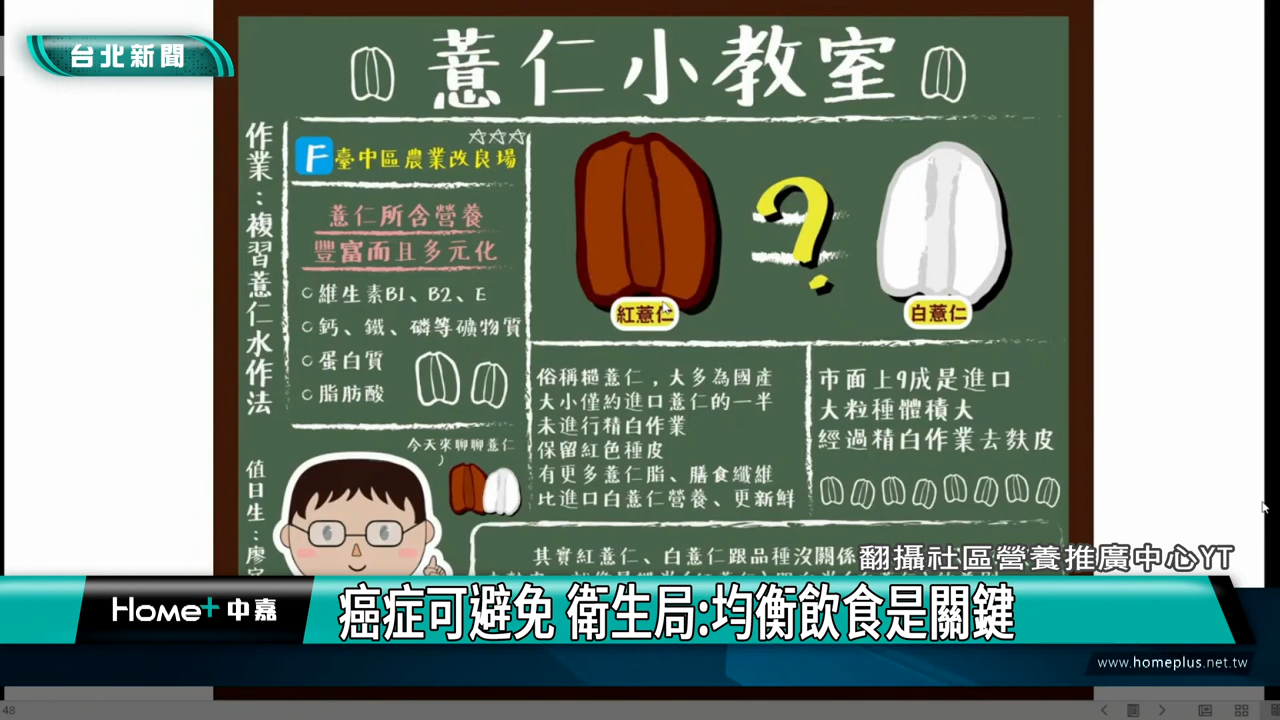 台北新聞
薏仁小教室
作業：複習薏仁水作法
F 臺中區農業改良場
薏仁所含營養
豐富而且多元化
維生素B1、B2、E
鈣、鐵、磷等礦物質
蛋白質
脂肪酸
今天來聊聊薏仁
值日生：廖
紅薏仁
?
白薏仁
俗稱糙薏仁，大多為國產
大小僅約進口薏仁的一半
未進行精白作業
保留紅色種皮
有更多薏仁脂、膳食纖維
比進口白薏仁營養、更新鮮
市面上9成是進口
大粒種體積大
經過精白作業去麩皮
其實紅薏仁、白薏仁跟品種沒關係
翻攝社區營養推廣中心YT
Home+中嘉
癌症可避免 衛生局:均衡飲食是關鍵
www.homeplus.net.tw
48